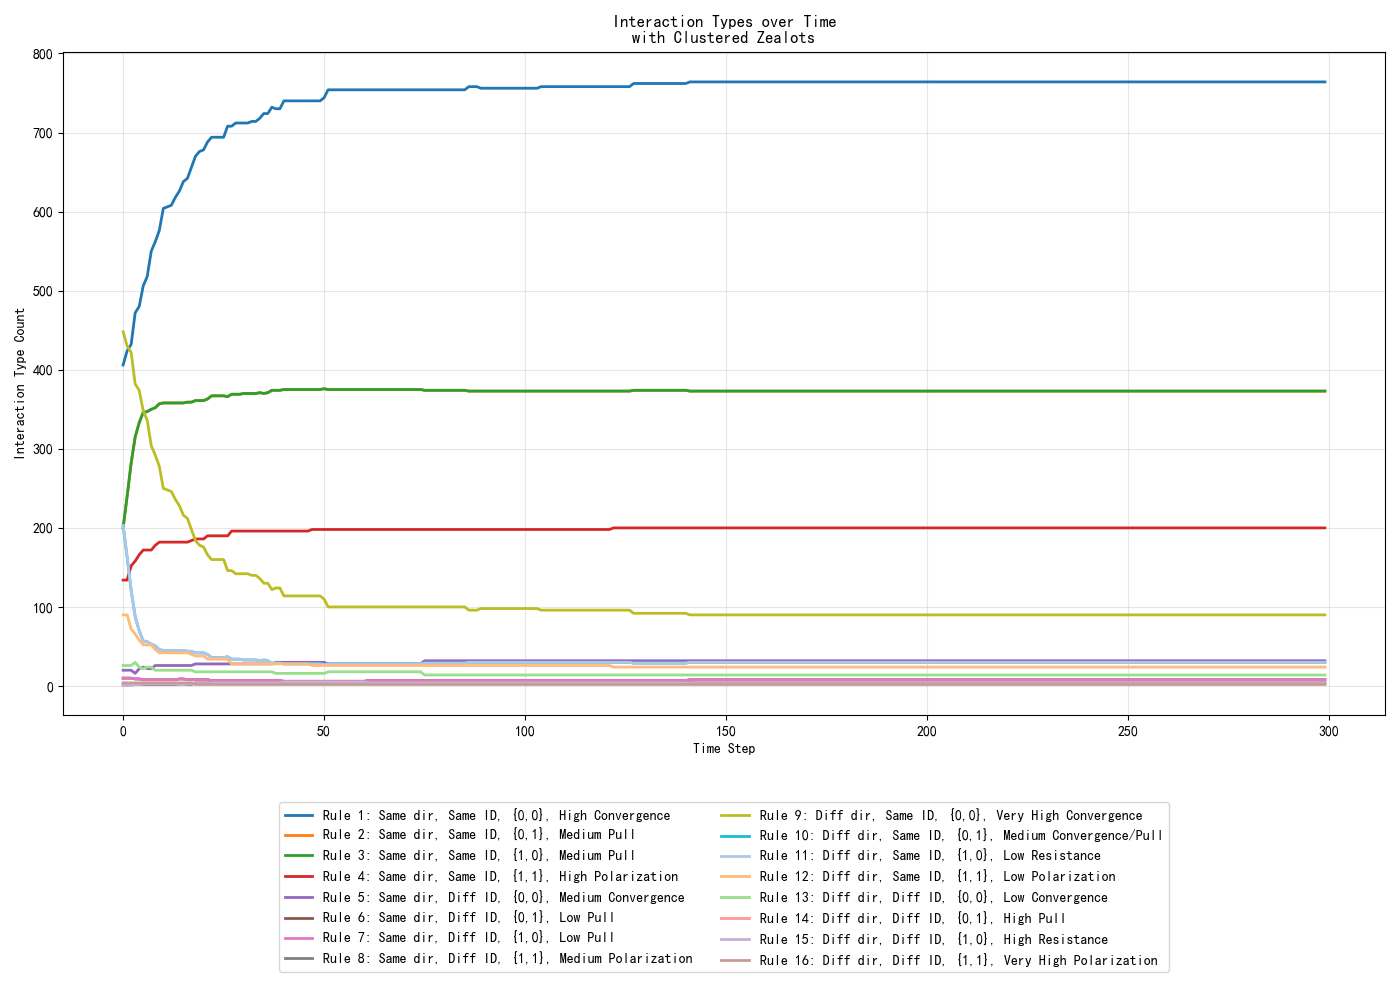 Interaction Types over Time
with Clustered Zealots
Interaction Type Count
800
700
600
500
400
300
200
100
0
0
50
100
150
200
250
300
Time Step
Rule 1: Same dir, Same ID, {0,0}, High Convergence
Rule 2: Same dir, Same ID, {0,1}, Medium Pull
Rule 3: Same dir, Same ID, {1,0}, Medium Pull
Rule 4: Same dir, Same ID, {1,1}, High Polarization
Rule 5: Same dir, Diff ID, {0,0}, Medium Convergence
Rule 6: Same dir, Diff ID, {0,1}, Low Pull
Rule 7: Same dir, Diff ID, {1,0}, Low Pull
Rule 8: Same dir, Diff ID, {1,1}, Medium Polarization
Rule 9: Diff dir, Same ID, {0,0}, Very High Convergence
Rule 10: Diff dir, Same ID, {0,1}, Medium Convergence/Pull
Rule 11: Diff dir, Same ID, {1,0}, Low Resistance
Rule 12: Diff dir, Same ID, {1,1}, Low Polarization
Rule 13: Diff dir, Diff ID, {0,0}, Low Convergence
Rule 14: Diff dir, Diff ID, {0,1}, High Pull
Rule 15: Diff dir, Diff ID, {1,0}, High Resistance
Rule 16: Diff dir, Diff ID, {1,1}, Very High Polarization